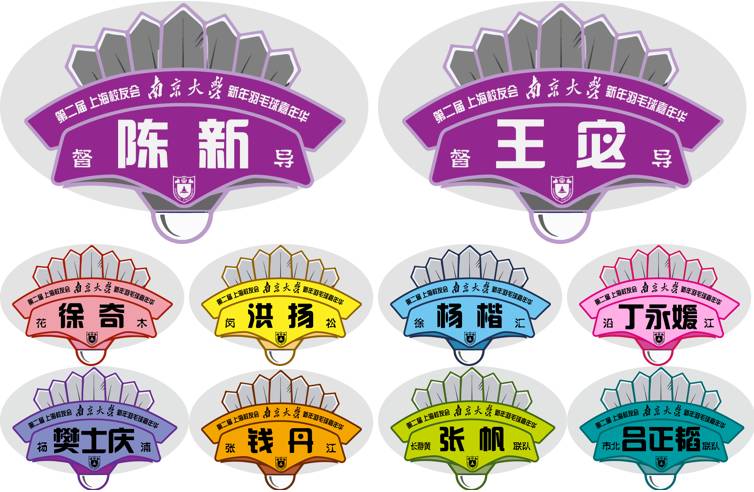 第二届 上海校友会 南京大学 新年羽毛球嘉年华
督 陈新 导
第二届 上海校友会 南京大学 新年羽毛球嘉年华
督 王宓 导
第二届 上海校友会 南京大学 新年羽毛球嘉年华
花 徐奇 木
第二届 上海校友会 南京大学 新年羽毛球嘉年华
闵 洪扬 松
第二届 上海校友会 南京大学 新年羽毛球嘉年华
徐 杨楷 汇
第二届 上海校友会 南京大学 新年羽毛球嘉年华
沿 丁永媛 江
第二届 上海校友会 南京大学 新年羽毛球嘉年华
杨 樊士庆 浦
第二届 上海校友会 南京大学 新年羽毛球嘉年华
张 钱丹 江
第二届 上海校友会 南京大学 新年羽毛球嘉年华
长静黄 张帆 联队
第二届 上海校友会 南京大学 新年羽毛球嘉年华
市北 吕正韬 联队